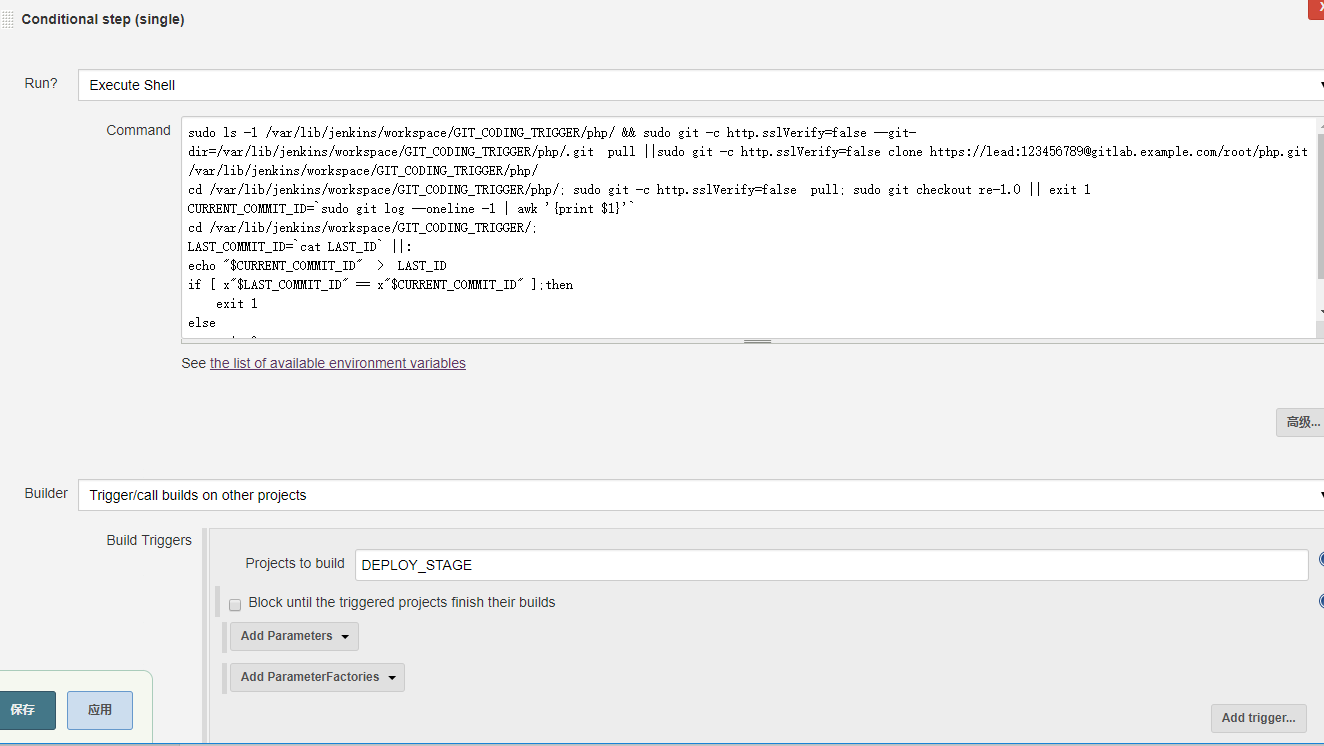 Conditional step (single)
Run?
Execute Shell
Command
sudo ls -1 /var/lib/jenkins/workspace/GIT_CODING_TRIGGER/php/ && sudo git -c http.sslVerify=false --git-
dir=/var/lib/jenkins/workspace/GIT_CODING_TRIGGER/php/.git  pull ||sudo git -c http.sslVerify=false clone https://lead:123456789@gitlab.example.com/root/php.git
/var/lib/jenkins/workspace/GIT_CODING_TRIGGER/php/
cd /var/lib/jenkins/workspace/GIT_CODING_TRIGGER/php/; sudo git -c http.sslVerify=false  pull; sudo git checkout re-1.0 || exit 1
CURRENT_COMMIT_ID=`sudo git log --oneline -1 | awk '{print $1}'`
cd /var/lib/jenkins/workspace/GIT_CODING_TRIGGER/;
LAST_COMMIT_ID=`cat LAST_ID` ||:
echo "$CURRENT_COMMIT_ID"  >  LAST_ID
if [ x"$LAST_COMMIT_ID" == x"$CURRENT_COMMIT_ID" ];then
    exit 1
else
See the list of available environment variables
高级...
Builder
Trigger/call builds on other projects
Build Triggers
Projects to build
DEPLOY_STAGE
Block until the triggered projects finish their builds
Add Parameters
Add ParameterFactories
保存
应用
Add trigger...